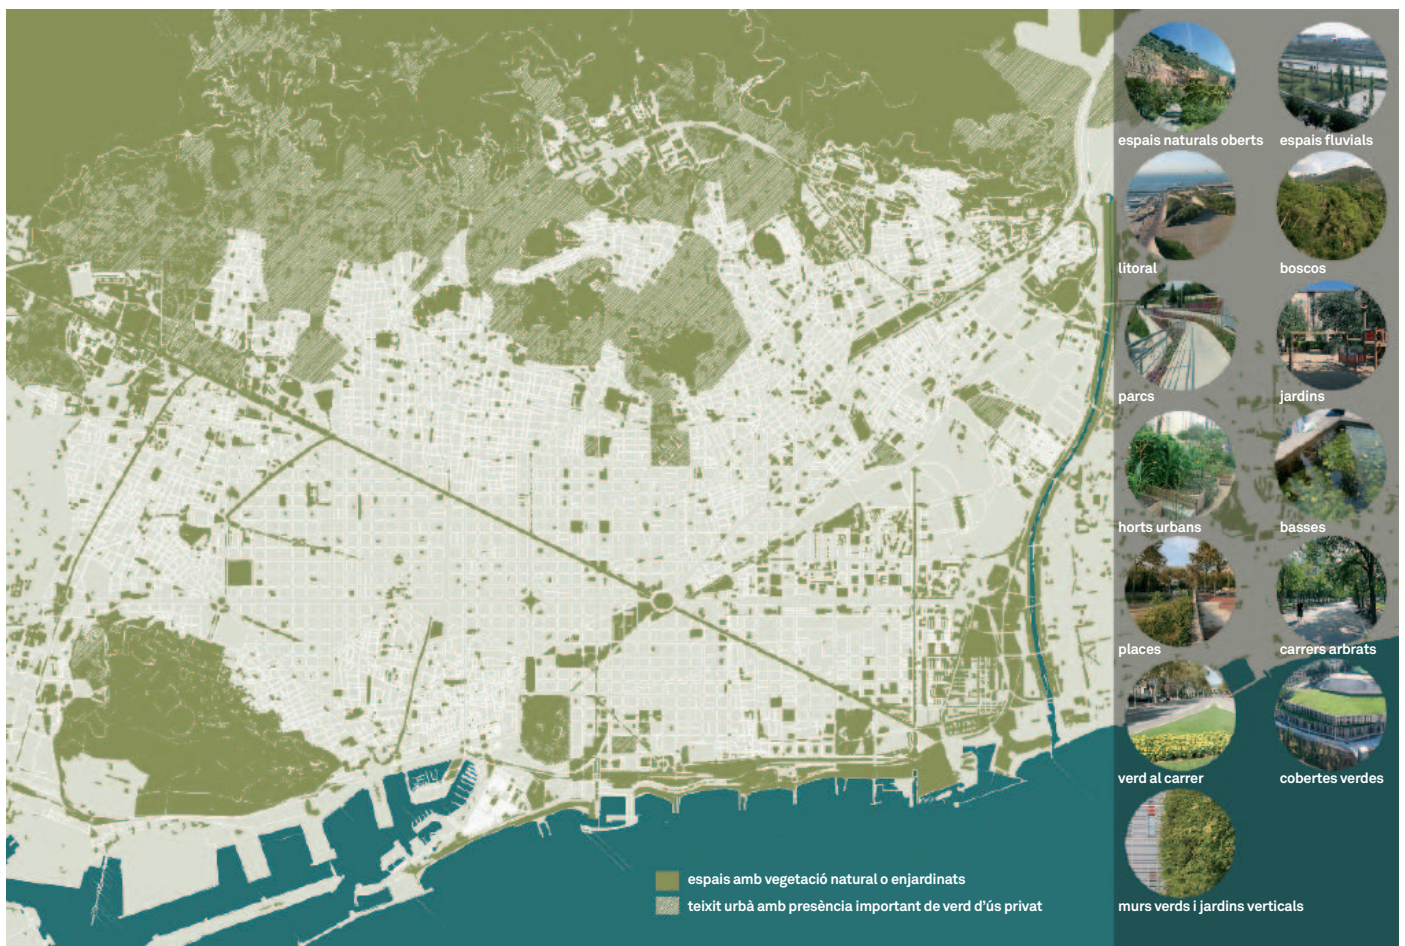 espais naturals oberts
espais fluvials
litoral
boscos
parcs
jardins
horts urbans
basses
places
carrers arbrats
verd al carrer
cobertes verdes
murs verds i jardins verticals
espais amb vegetació natural o enjardinats
teixit urbà amb presència important de verd d'ús privat